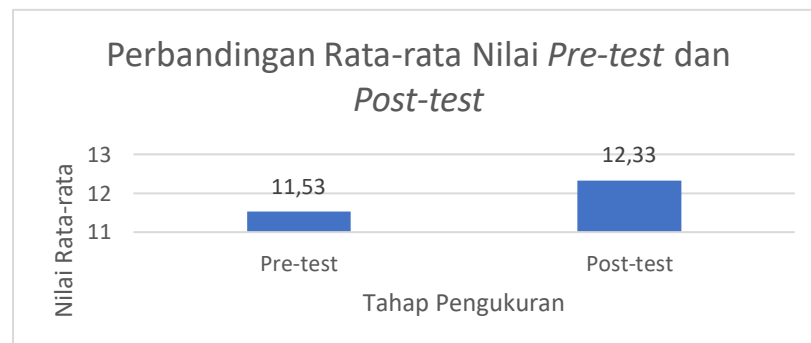 Perbandingan Rata-rata Nilai Pre-test dan
Post-test
Nilai Rata-rata
13
12
11
11,53
12,33
Pre-test
Post-test
Tahap Pengukuran